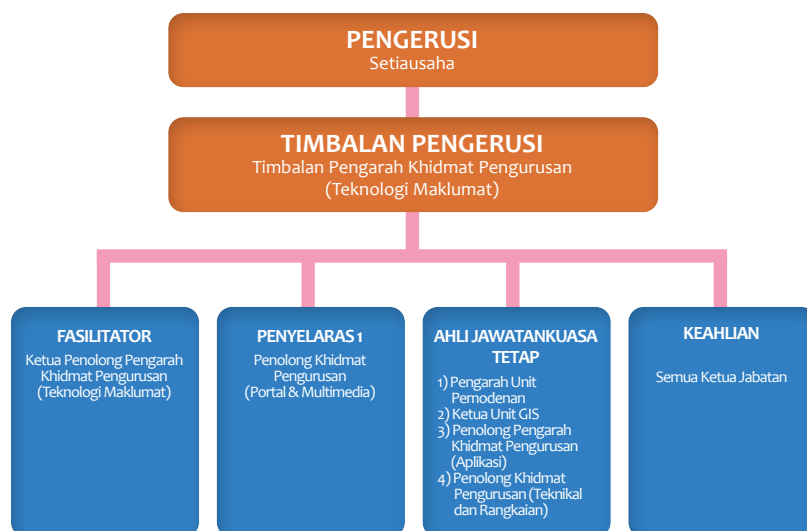 PENGERUSI
Setiausaha
TIMBALAN PENGERUSI
Timbalan Pengarah Khidmat Pengurusan
(Teknologi Maklumat)
FASILITATOR
Ketua Penolong Pengarah
Khidmat Pengurusan
(Teknologi Maklumat)
PENYELARAS 1
Penolong Khidmat
Pengurusan
(Portal & Multimedia)
AHLI JAWATANKUASA
TETAP
1) Pengarah Unit
Pemodenan
2) Ketua Unit GIS
3) Penolong Pengarah
Khidmat Pengurusan
(Aplikasi)
4) Penolong Khidmat
Pengurusan (Teknikal
dan Rangkaian)
KEAHLIAN
Semua Ketua Jabatan